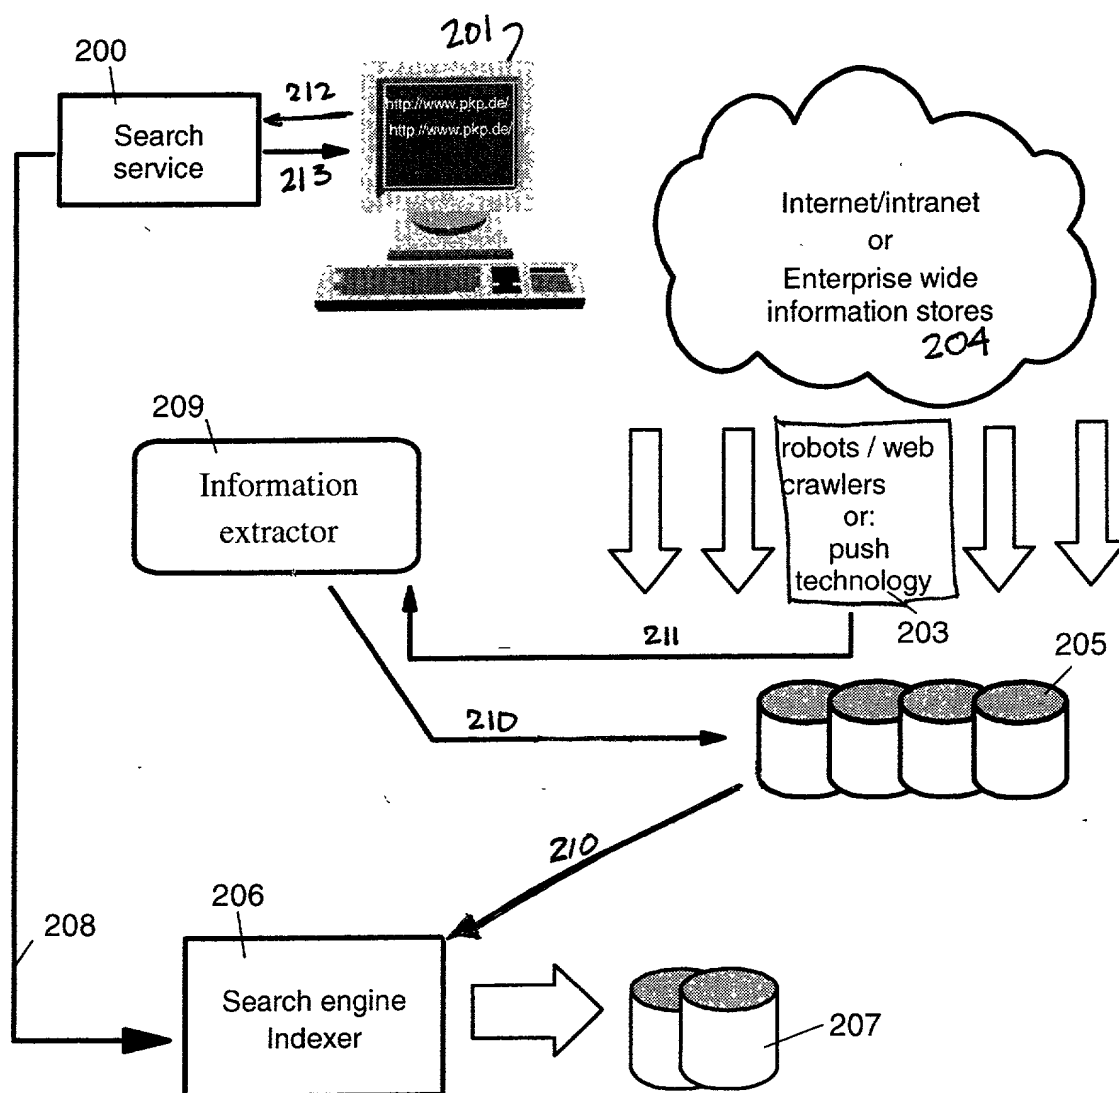 200
Search
service
212
213
201
http://www.pkp.de/
http://www.pkp.de/
Internet/intranet
or
Enterprise wide
information stores
204
209
Information
extractor
robots / web
crawlers
or:
push
technology
203
211
205
210
210
208
206
Search engine
Indexer
207